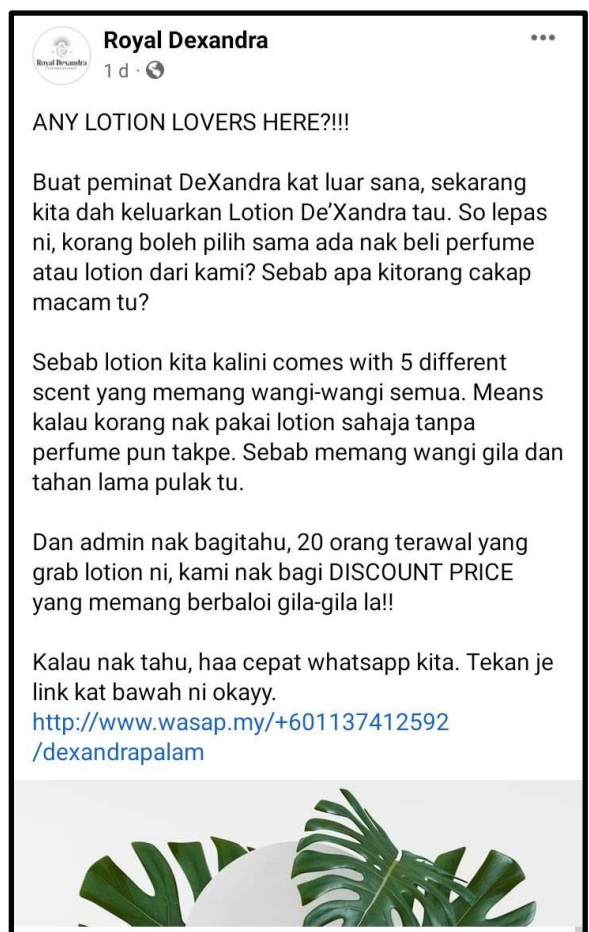 Royal Dexandra
Royal Dexandra
1 d ·
ANY LOTION LOVERS HERE?!!!
Buat peminat DeXandra kat luar sana, sekarang
kita dah keluarkan Lotion De’Xandra tau. So lepas
ni, korang boleh pilih sama ada nak beli perfume
atau lotion dari kami? Sebab apa kitorang cakap
macam tu?
Sebab lotion kita kalini comes with 5 different
scent yang memang wangi-wangi semua. Means
kalau korang nak pakai lotion sahaja tanpa
perfume pun takpe. Sebab memang wangi gila dan
tahan lama pulak tu.
Dan admin nak bagitahu, 20 orang terawal yang
grab lotion ni, kami nak bagi DISCOUNT PRICE
yang memang berbaloi gila-gila la!!
Kalau nak tahu, haa cepat whatsapp kita. Tekan je
link kat bawah ni okayy.
http://www.wasap.my/+601137412592
/dexandrapalam